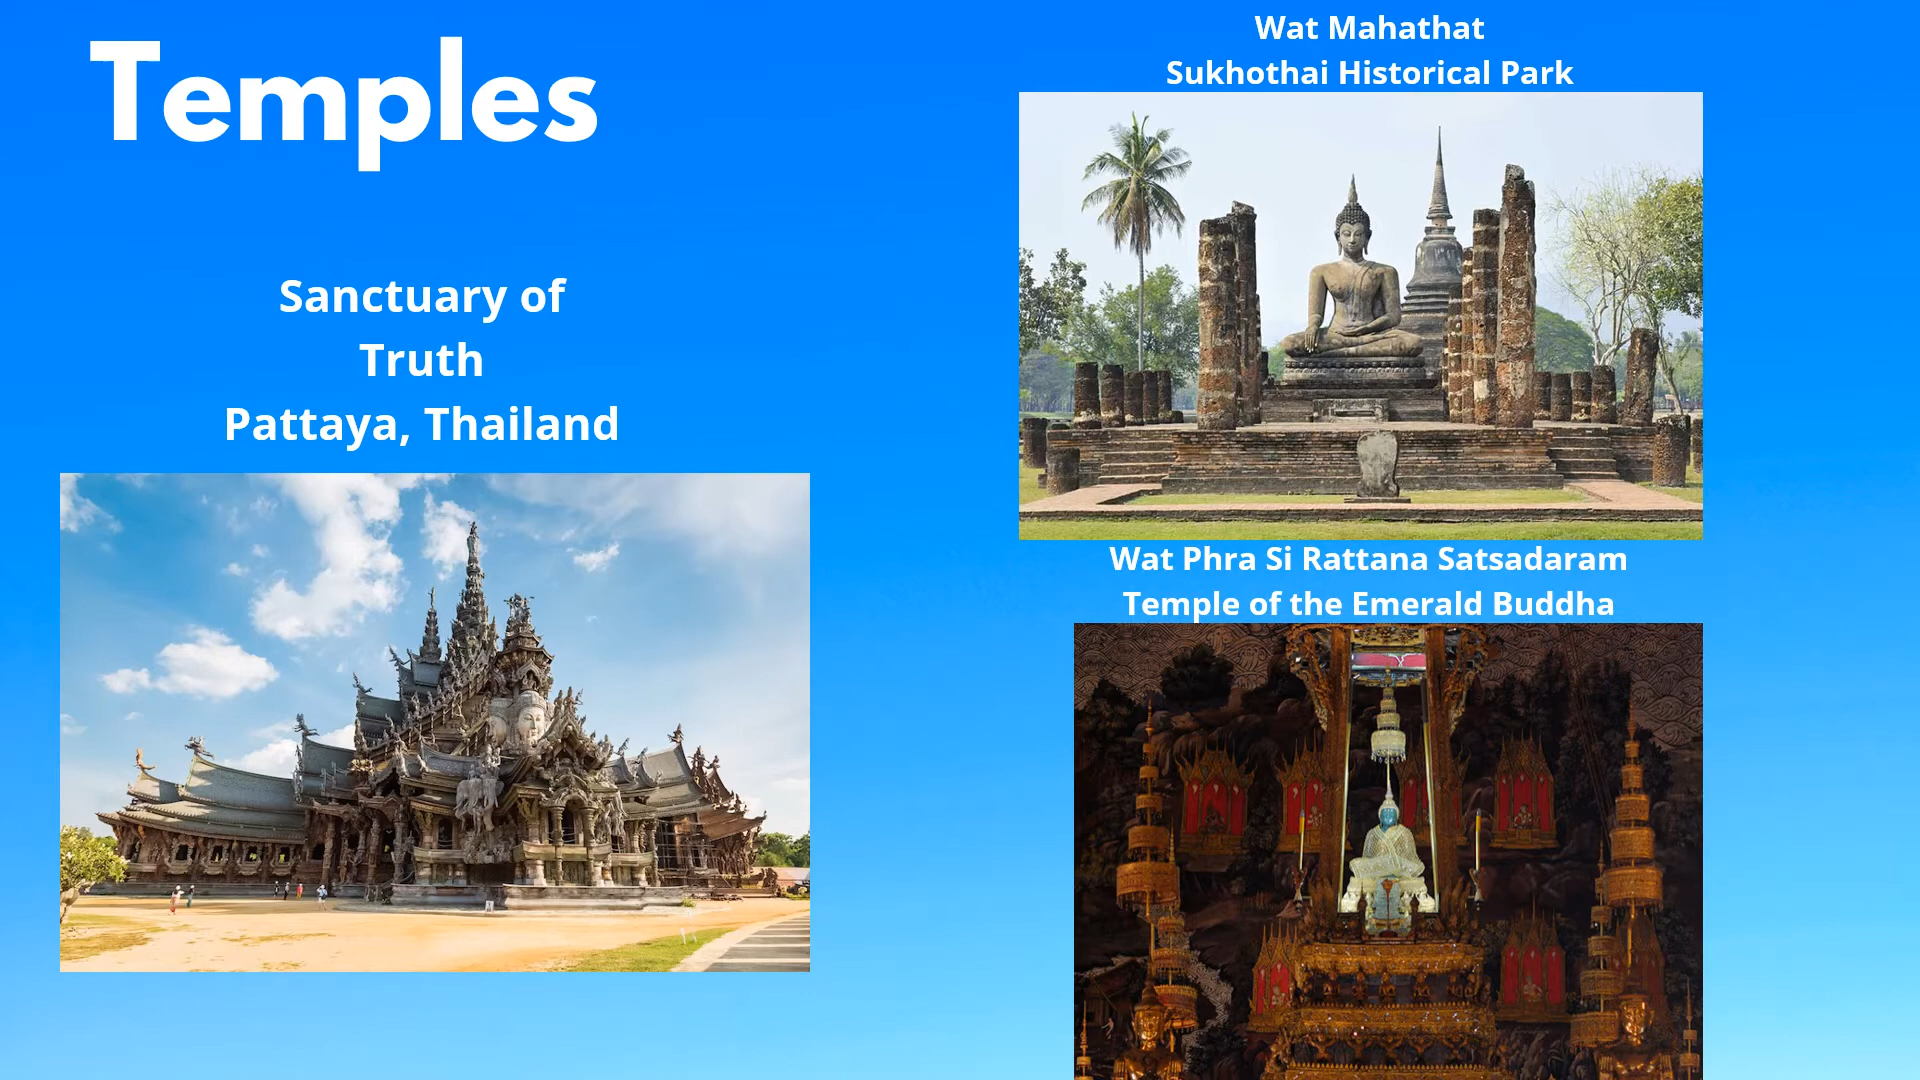 Temples
Sanctuary of
Truth
Pattaya, Thailand
Wat Mahathat
Sukhothai Historical Park
Wat Phra Si Rattana Satsadaram
Temple of the Emerald Buddha